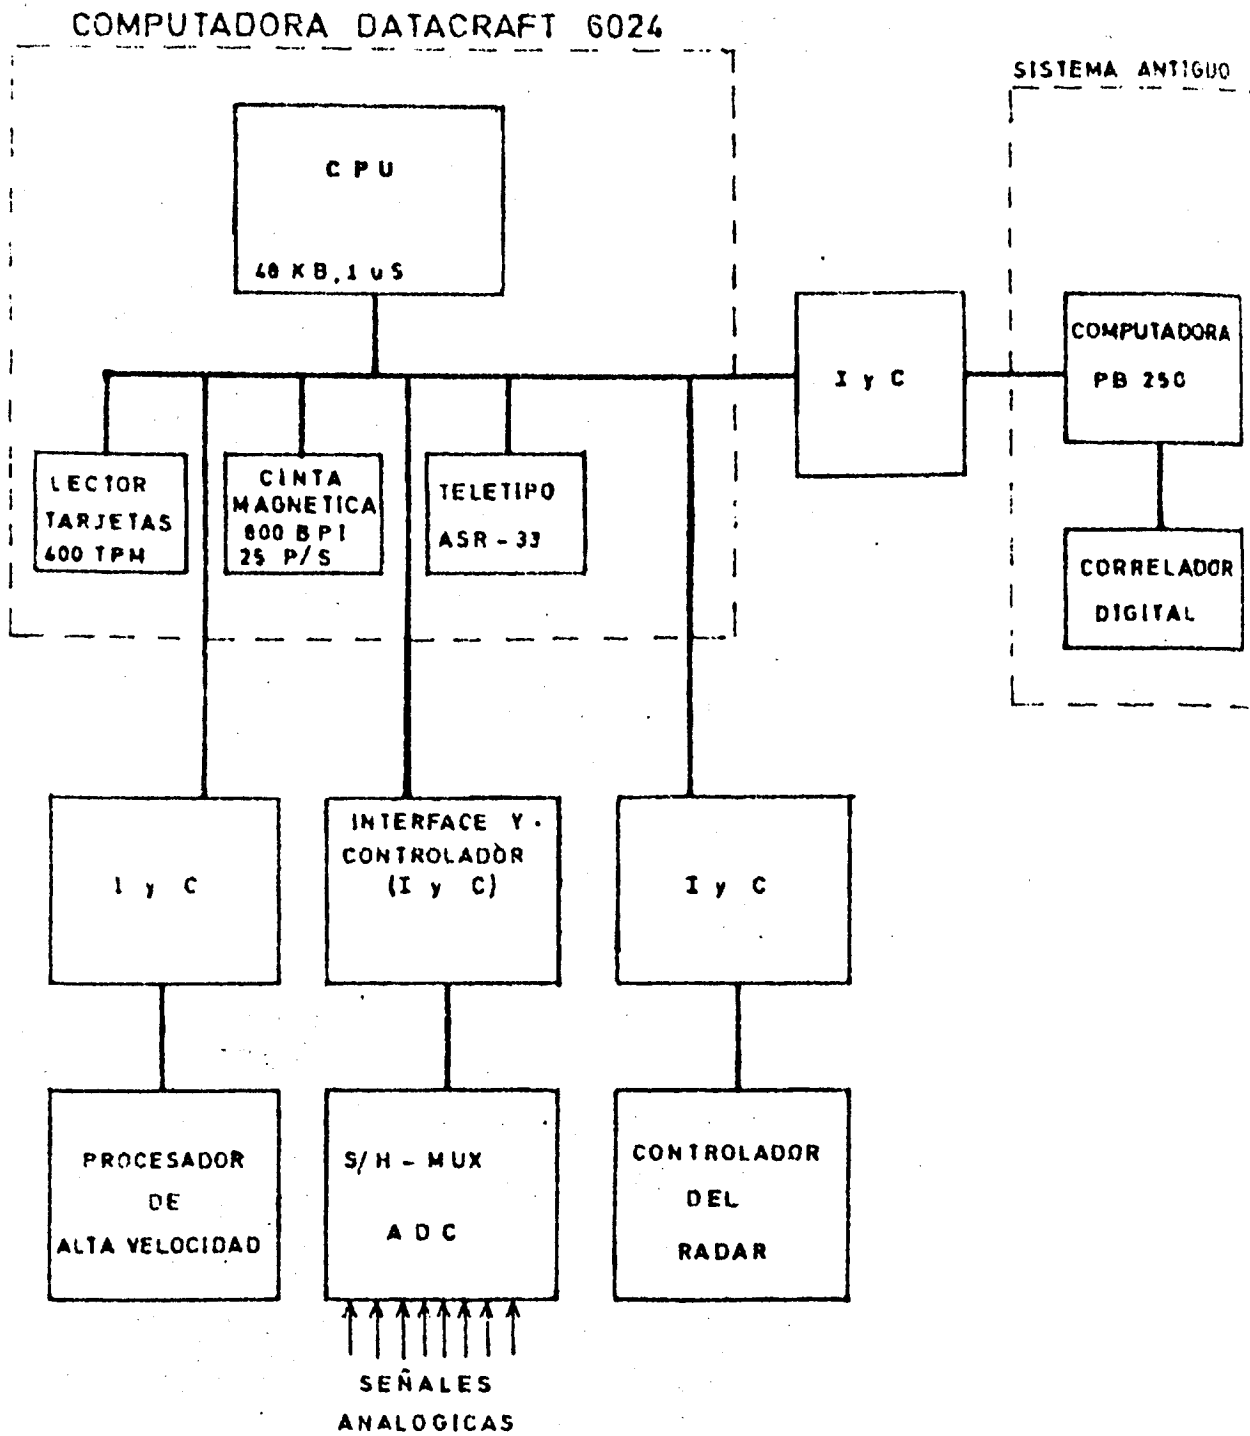 COMPUTADORA DATACRAFT 6024
SISTEMA ANTIGUO
C P U
48 KB, 1 uS
COMPUTADORA
PB 250
I y C
LECTOR
TARJETAS
400 TPM
CINTA
MAGNETICA
800 BPI
25 P/S
TELETIPO
ASR-33
CORRELADOR
DIGITAL
I y C
INTERFACE Y
CONTROLADOR
(I y C)
I y C
PROCESADOR
DE
ALTA VELOCIDAD
S/H - MUX
A D C
CONTROLADOR
DEL
RADAR
SEÑALES
ANALOGICAS